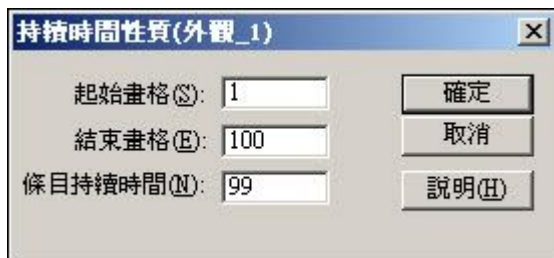 持續時間性質(外觀_1)
起始畫格(S): 1
確定
結束畫格(E): 100
取消
條目持續時間(N): 99
說明(H)